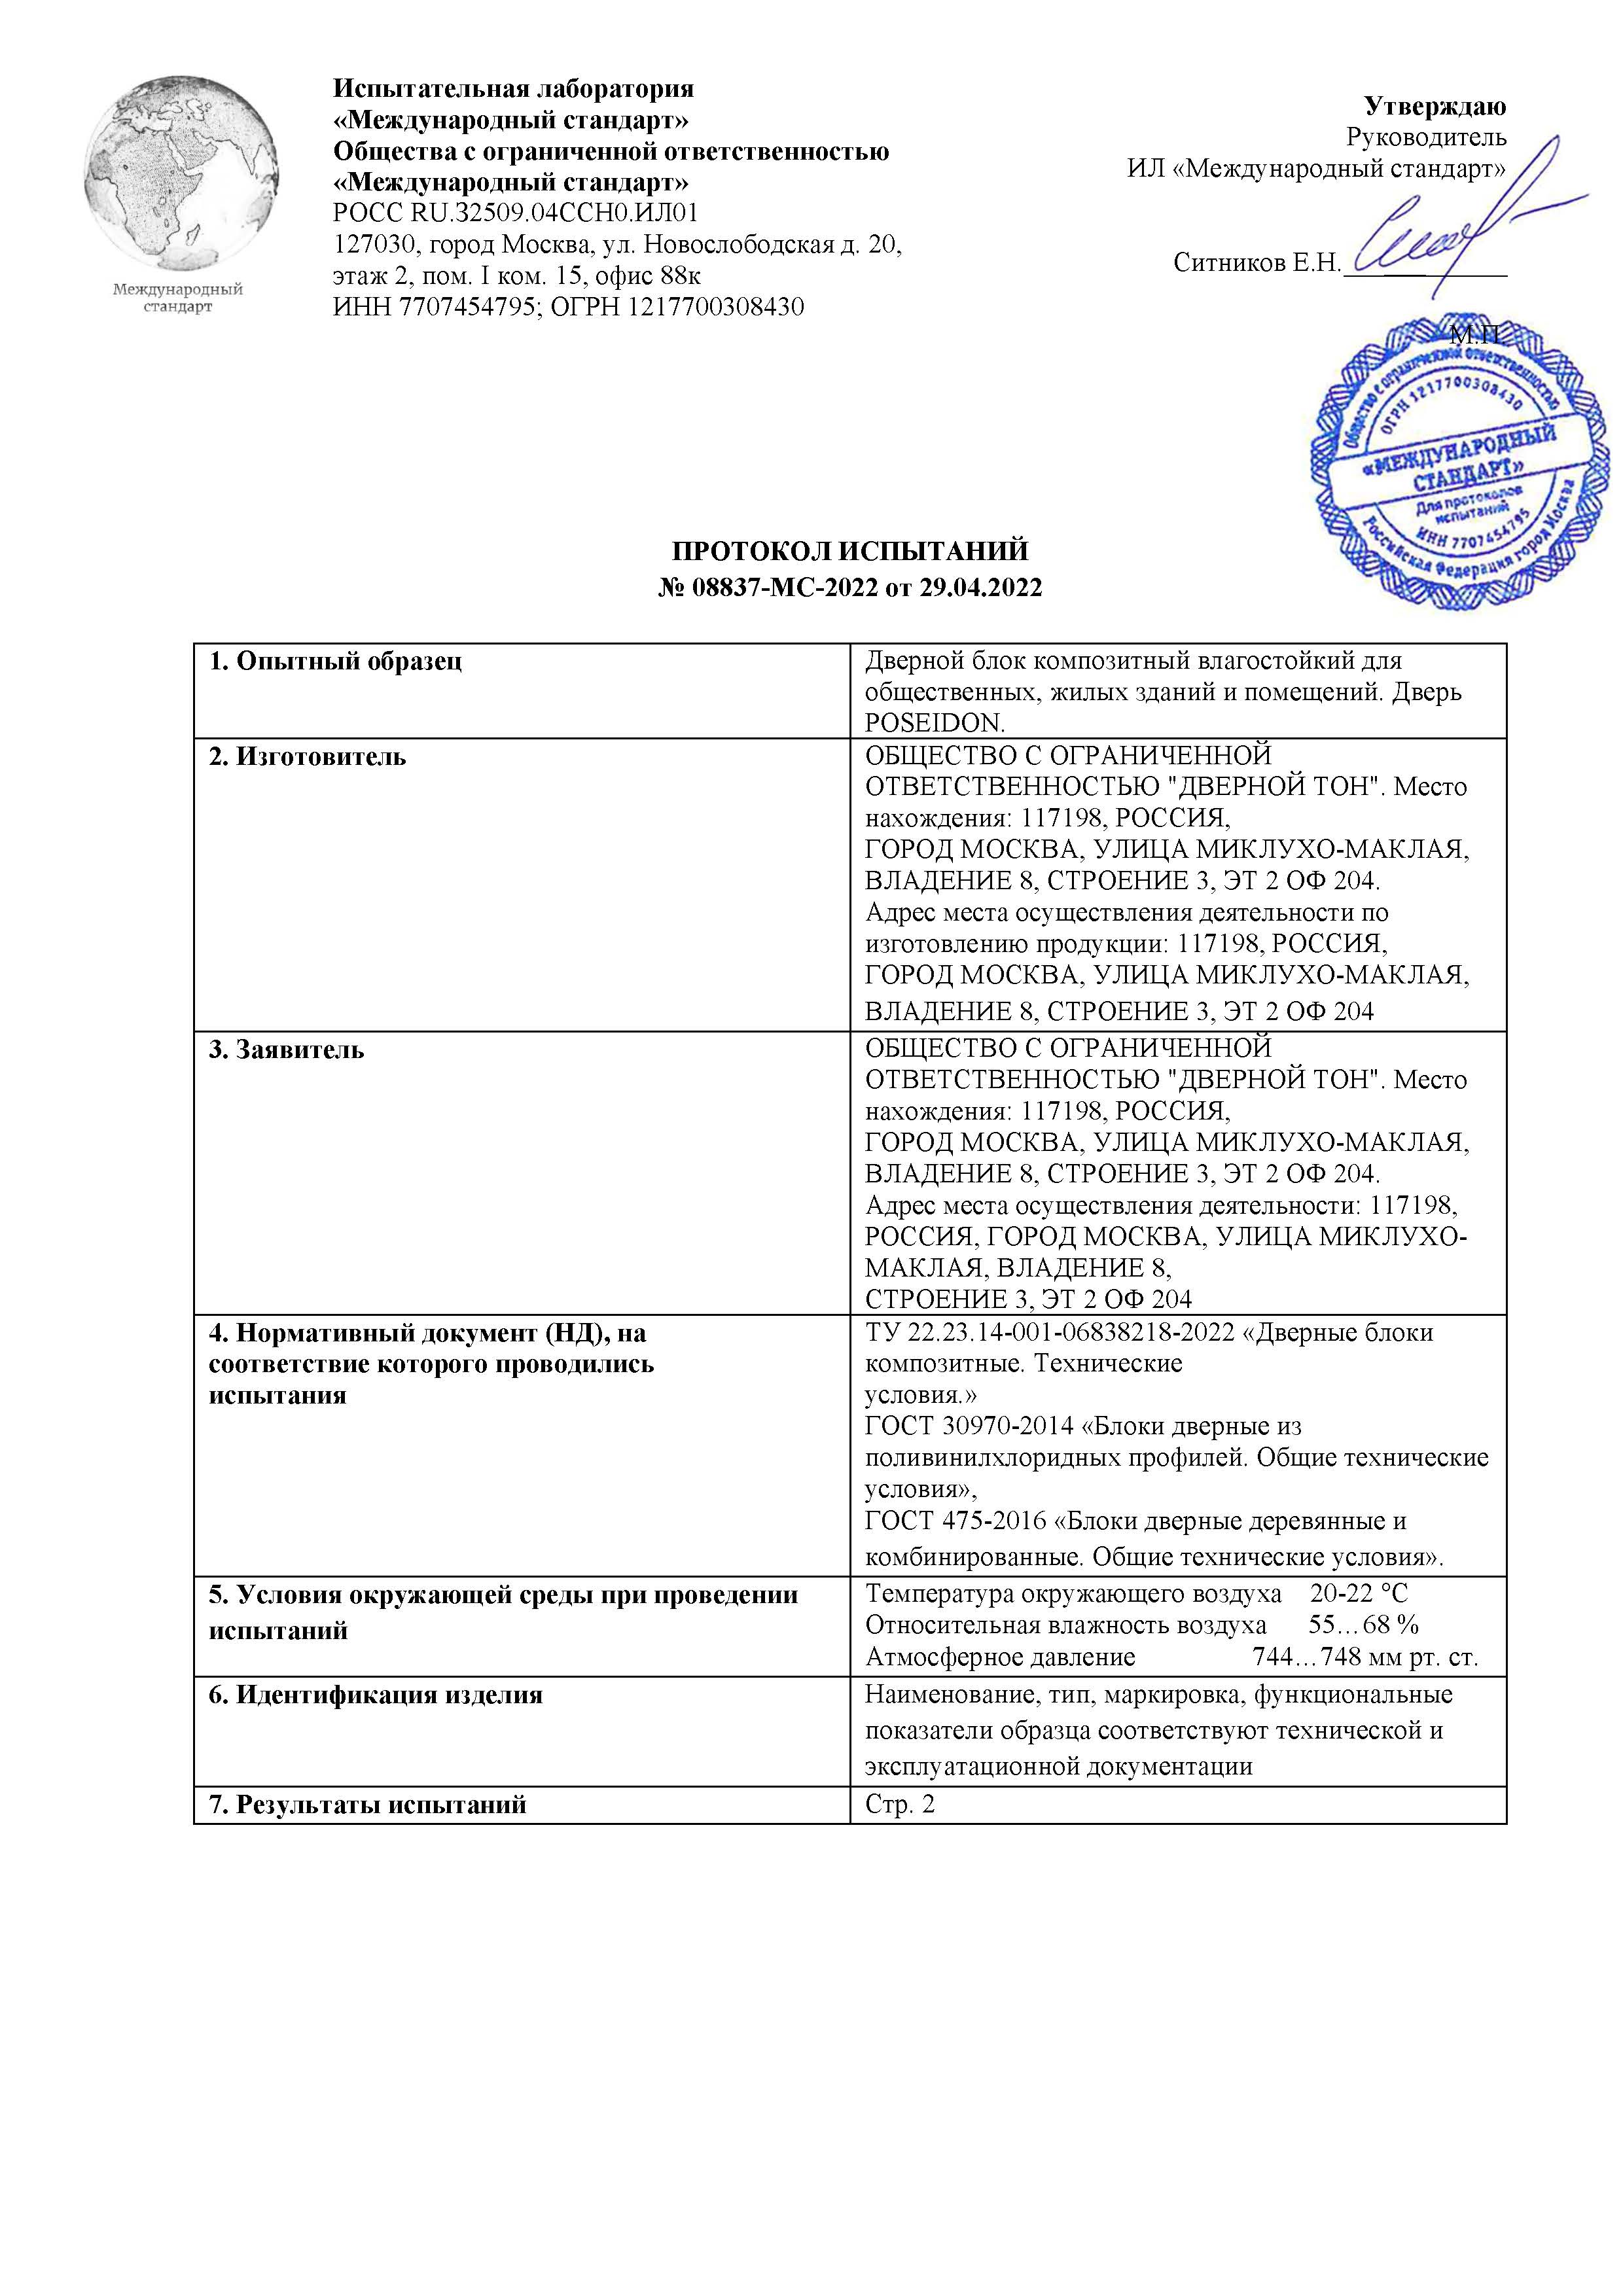 Международный
стандарт
Испытательная лаборатория
«Международный стандарт»
Общества с ограниченной ответственностью
«Международный стандарт»
РОСС RU.З2509.04ССН0.ИЛ01
127030, город Москва, ул. Новослободская д. 20,
этаж 2, пом. I ком. 15, офис 88к
ИНН 7707454795; ОГРН 1217700308430
Утверждаю
Руководитель
ИЛ «Международный стандарт»
Ситников Е.Н.
М.П.
Общество с ограниченной ответственностью
ОГРН 1217700308430
«МЕЖДУНАРОДНЫЙ
СТАНДАРТ»
Для протоколов
испытаний
ИНН 7707454795
Российская Федерация город Москва
ПРОТОКОЛ ИСПЫТАНИЙ
№ 08837-МС-2022 от 29.04.2022
1. Опытный образец
Дверной блок композитный влагостойкий для
общественных, жилых зданий и помещений. Дверь
POSEIDON.
2. Изготовитель
ОБЩЕСТВО С ОГРАНИЧЕННОЙ
ОТВЕТСТВЕННОСТЬЮ "ДВЕРНОЙ ТОН". Место
нахождения: 117198, РОССИЯ,
ГОРОД МОСКВА, УЛИЦА МИКЛУХО-МАКЛАЯ,
ВЛАДЕНИЕ 8, СТРОЕНИЕ 3, ЭТ 2 ОФ 204.
Адрес места осуществления деятельности по
изготовлению продукции: 117198, РОССИЯ,
ГОРОД МОСКВА, УЛИЦА МИКЛУХО-МАКЛАЯ,
ВЛАДЕНИЕ 8, СТРОЕНИЕ 3, ЭТ 2 ОФ 204
3. Заявитель
ОБЩЕСТВО С ОГРАНИЧЕННОЙ
ОТВЕТСТВЕННОСТЬЮ "ДВЕРНОЙ ТОН". Место
нахождения: 117198, РОССИЯ,
ГОРОД МОСКВА, УЛИЦА МИКЛУХО-МАКЛАЯ,
ВЛАДЕНИЕ 8, СТРОЕНИЕ 3, ЭТ 2 ОФ 204.
Адрес места осуществления деятельности: 117198,
РОССИЯ, ГОРОД МОСКВА, УЛИЦА МИКЛУХО-
МАКЛАЯ, ВЛАДЕНИЕ 8,
СТРОЕНИЕ 3, ЭТ 2 ОФ 204
4. Нормативный документ (НД), на
соответствие которого проводились
испытания
ТУ 22.23.14-001-06838218-2022 «Дверные блоки
композитные. Технические
условия.»
ГОСТ 30970-2014 «Блоки дверные из
поливинилхлоридных профилей. Общие технические
условия»,
ГОСТ 475-2016 «Блоки дверные деревянные и
комбинированные. Общие технические условия».
5. Условия окружающей среды при проведении
испытаний
Температура окружающего воздуха 20-22 °С
Относительная влажность воздуха 55…68 %
Атмосферное давление 744…748 мм рт. ст.
6. Идентификация изделия
Наименование, тип, маркировка, функциональные
показатели образца соответствуют технической и
эксплуатационной документации
7. Результаты испытаний
Стр. 2